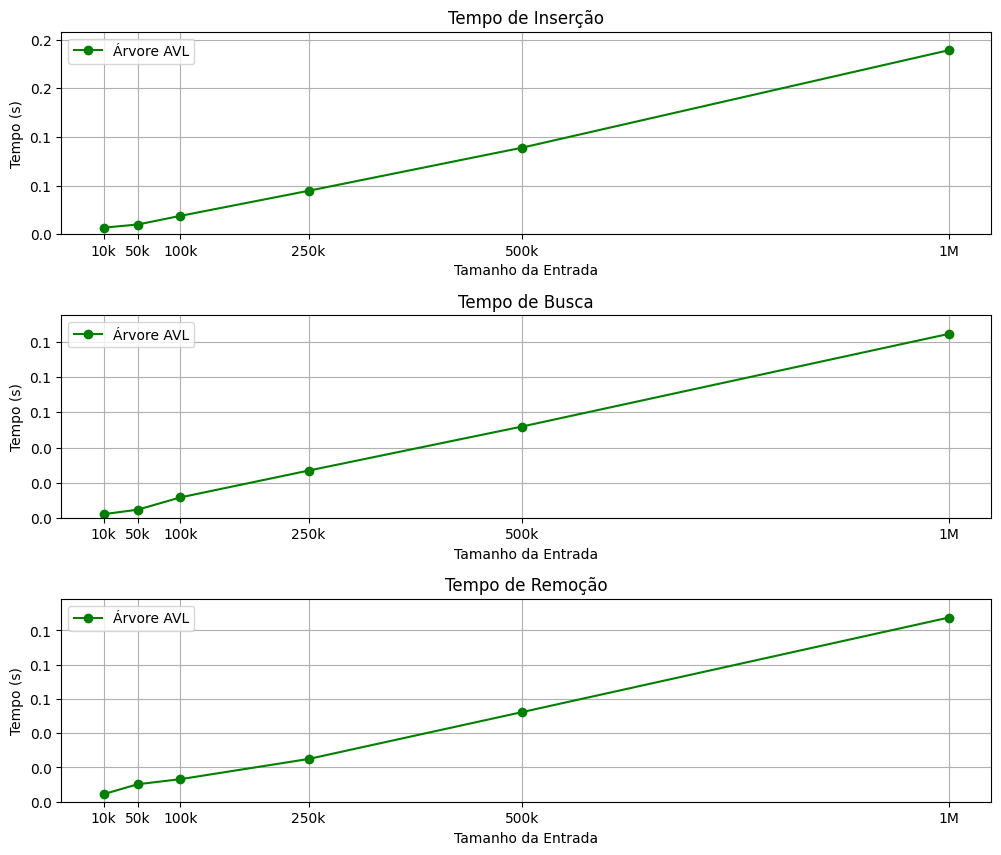 Tempo de Inserção
Árvore AVL
Tempo (s)
0.2
0.2
0.1
0.1
0.0
10k 50k 100k 250k 500k 1M
Tamanho da Entrada
Tempo de Busca
Árvore AVL
Tempo (s)
0.1
0.1
0.1
0.0
0.0
0.0
10k 50k 100k 250k 500k 1M
Tamanho da Entrada
Tempo de Remoção
Árvore AVL
Tempo (s)
0.1
0.1
0.1
0.0
0.0
0.0
10k 50k 100k 250k 500k 1M
Tamanho da Entrada